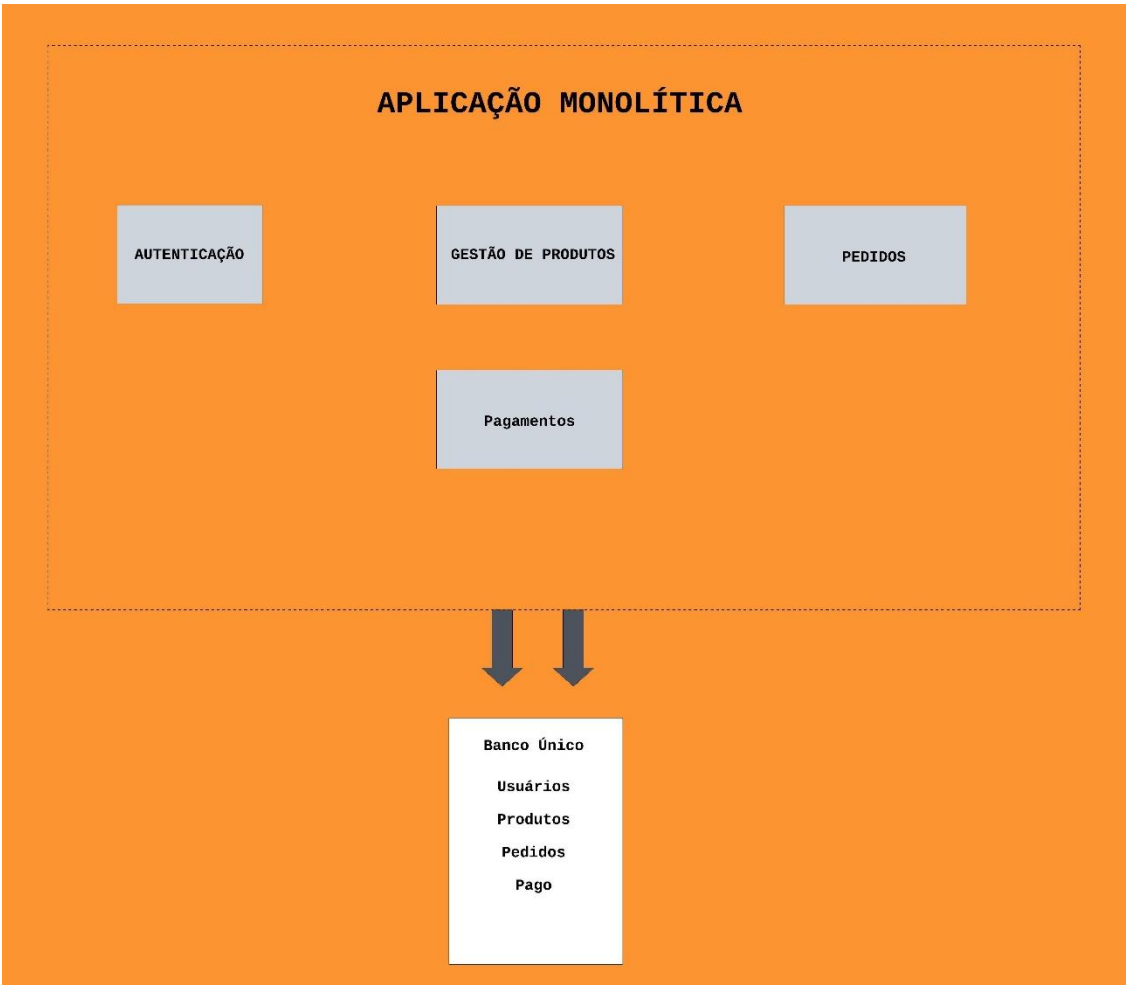 APLICAÇÃO MONOLÍTICA
AUTENTICAÇÃO
GESTÃO DE PRODUTOS
PEDIDOS
Pagamentos
Banco Único
Usuários
Produtos
Pedidos
Pago